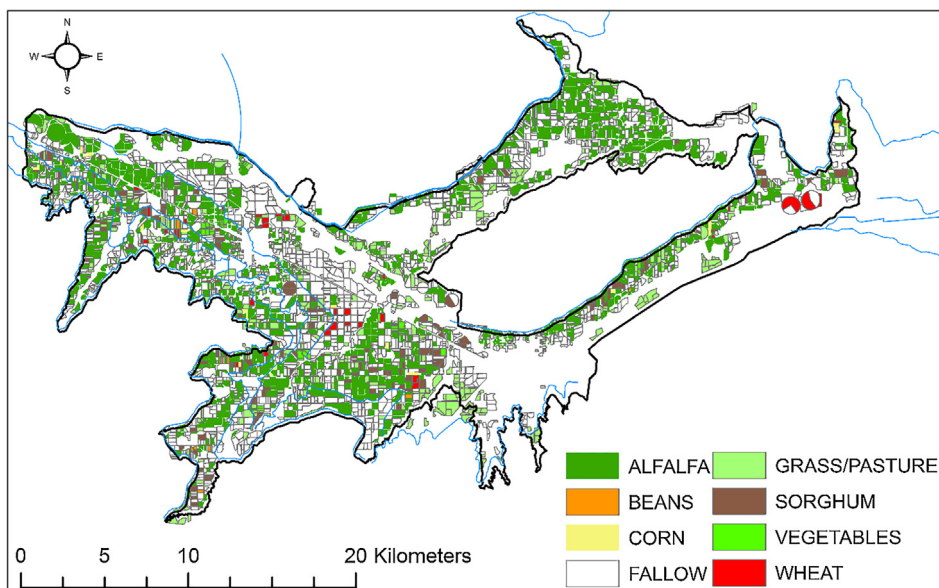 N
W E
S
ALFALFA GRASS/PASTURE
BEANS SORGHUM
CORN VEGETABLES
FALLOW WHEAT
0 5 10 20 Kilometers